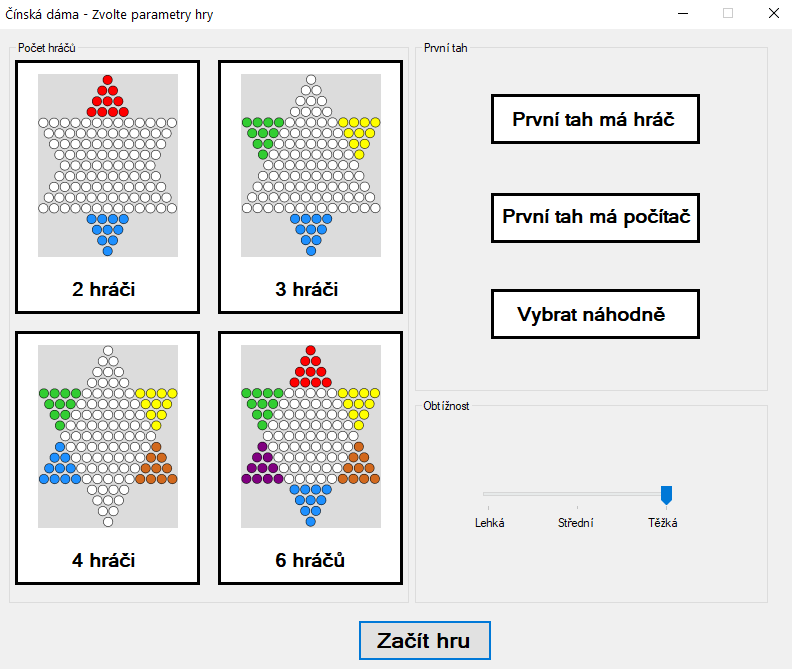 Čínská dáma - Zvolte parametry hry
Počet hráčů
2 hráči
3 hráči
4 hráči
6 hráčů
První tah
První tah má hráč
První tah má počítač
Vybrat náhodně
Obtížnost
Lehká Střední Těžká
Začít hru